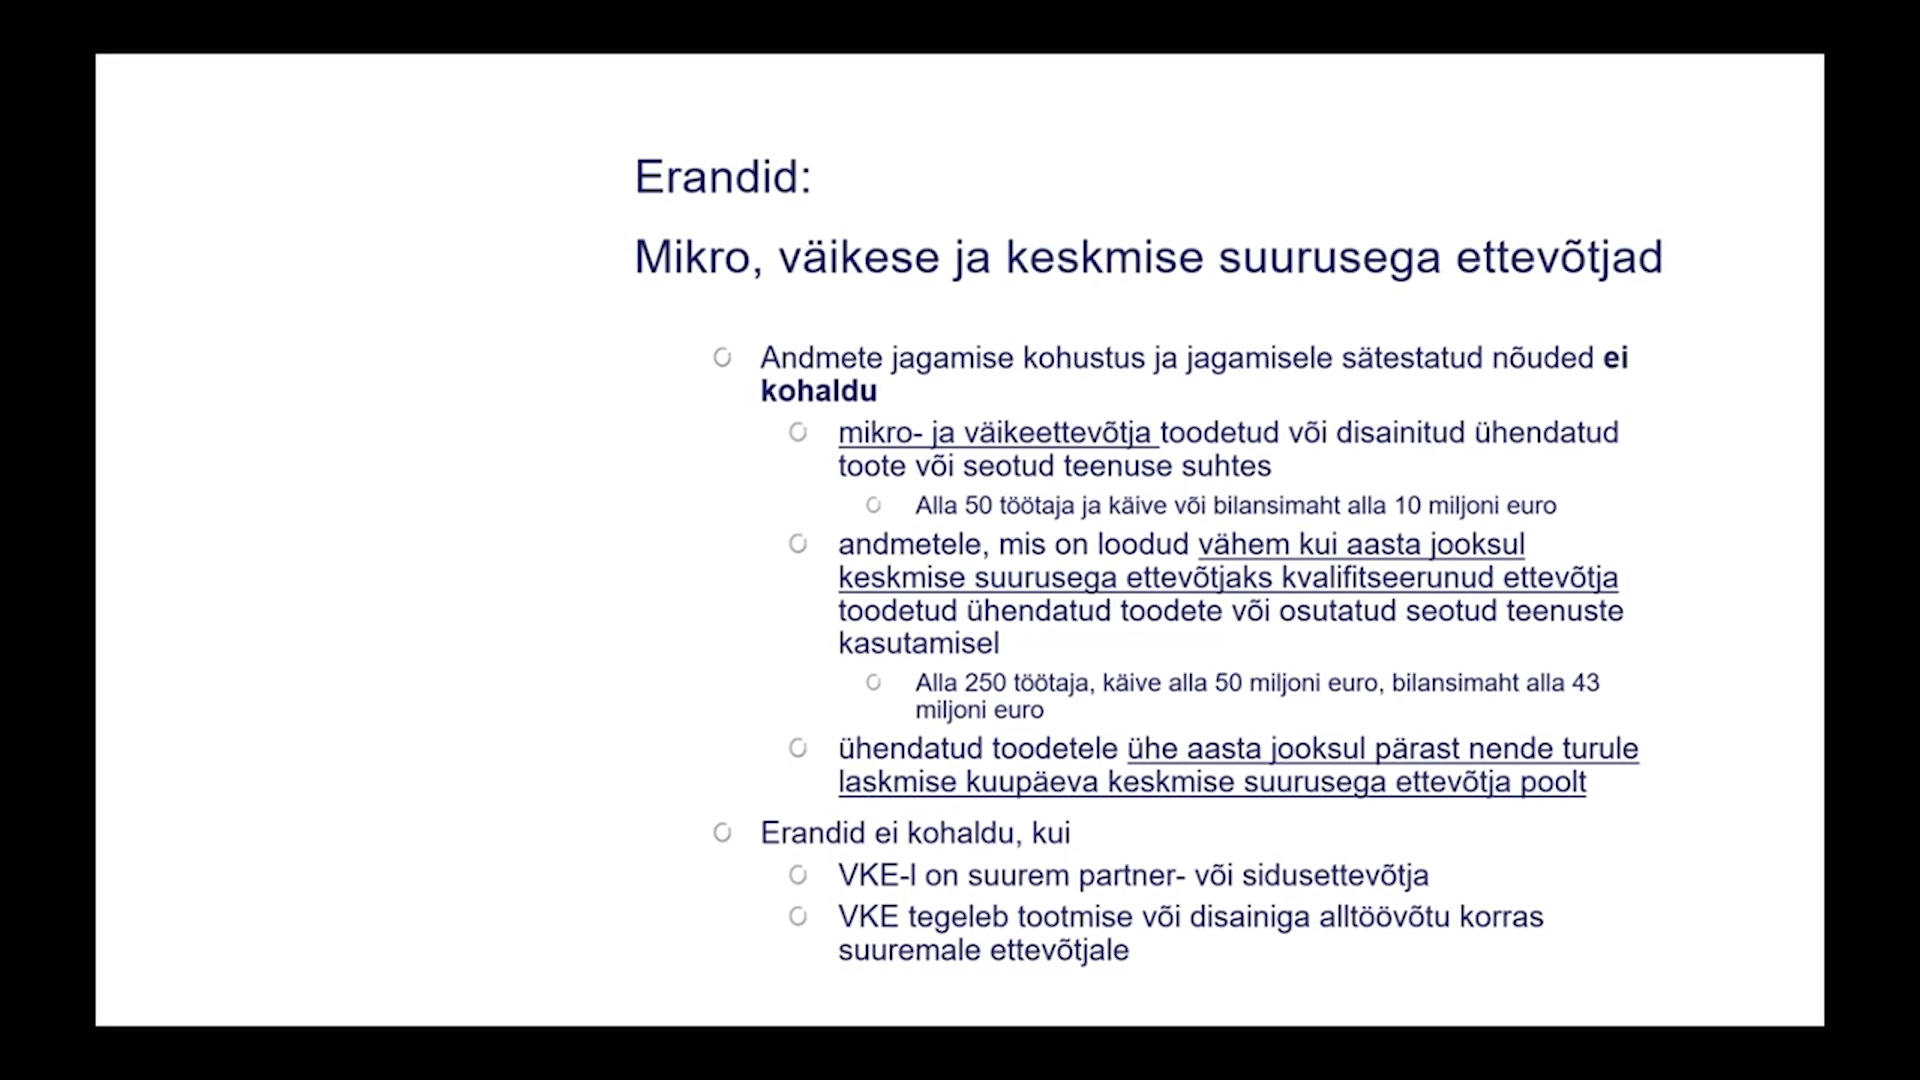 Erandid:
Mikro, väikese ja keskmise suurusega ettevõtjad
Andmete jagamise kohustus ja jagamisele sätestatud nõuded ei
kohaldu
mikro- ja väikeettevõtja toodetud või disainitud ühendatud
toote või seotud teenuse suhtes
Alla 50 töötaja ja käive või bilansimaht alla 10 miljoni euro
andmetele, mis on loodud vähem kui aasta jooksul
keskmise suurusega ettevõtjaks kvalifitseerunud ettevõtja
toodetud ühendatud toodete või osutatud seotud teenuste
kasutamisel
Alla 250 töötaja, käive alla 50 miljoni euro, bilansimaht alla 43
miljoni euro
ühendatud toodetele ühe aasta jooksul pärast nende turule
laskmise kuupäeva keskmise suurusega ettevõtja poolt
Erandid ei kohaldu, kui
VKE-l on suurem partner- või sidusettevõtja
VKE tegeleb tootmise või disainiga alltöövõtu korras
suuremale ettevõtjale